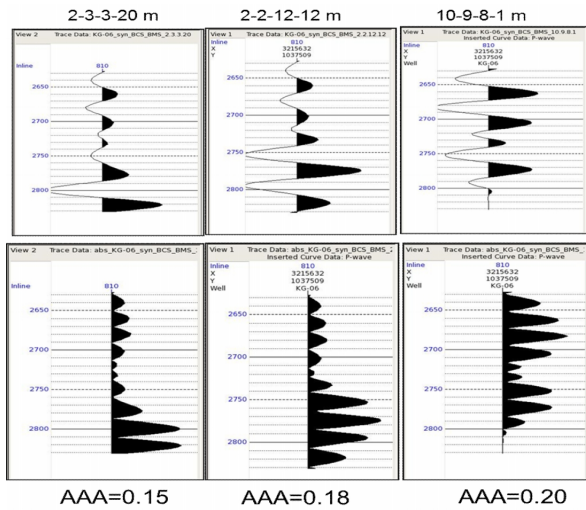 2-3-3-20 m
2-2-12-12 m
10-9-8-1 m
View 2 Trace Data: KG-06_syn_BCS_BMS_2.3.3.20
Inline 810
2650
2700
2750
2800
View 1 Trace Data: KG-06_syn_BCS_BMS_2.2.12.12
Inline 810
X 3215632
Y 1037509
2650
2700
2750
2800
View 1 Trace Data: KG-06_syn_BCS_BMS_10.9.8.1
Inserted Curve Data: P-wave
Inline 810
X 3215632
Y 1037509
Well KG-06
2650
2700
2750
2800
View 2 Trace Data: abs_KG-06_syn_BCS_BMS_2
Inline 810
2650
2700
2750
2800
View 1 Trace Data: abs_KG-06_syn_BCS_BMS_2
Inserted Curve Data: P-wave
Inline 810
X 3215632
Y 1037509
Well KG-06
2650
2700
2750
2800
View 1 Trace Data: abs_KG-06_syn_BCS_BMS_
Inserted Curve Data: P-wave
Inline 810
X 3215632
Y 1037509
Well KG-06
2650
2700
2750
2800
AAA=0.15
AAA=0.18
AAA=0.20